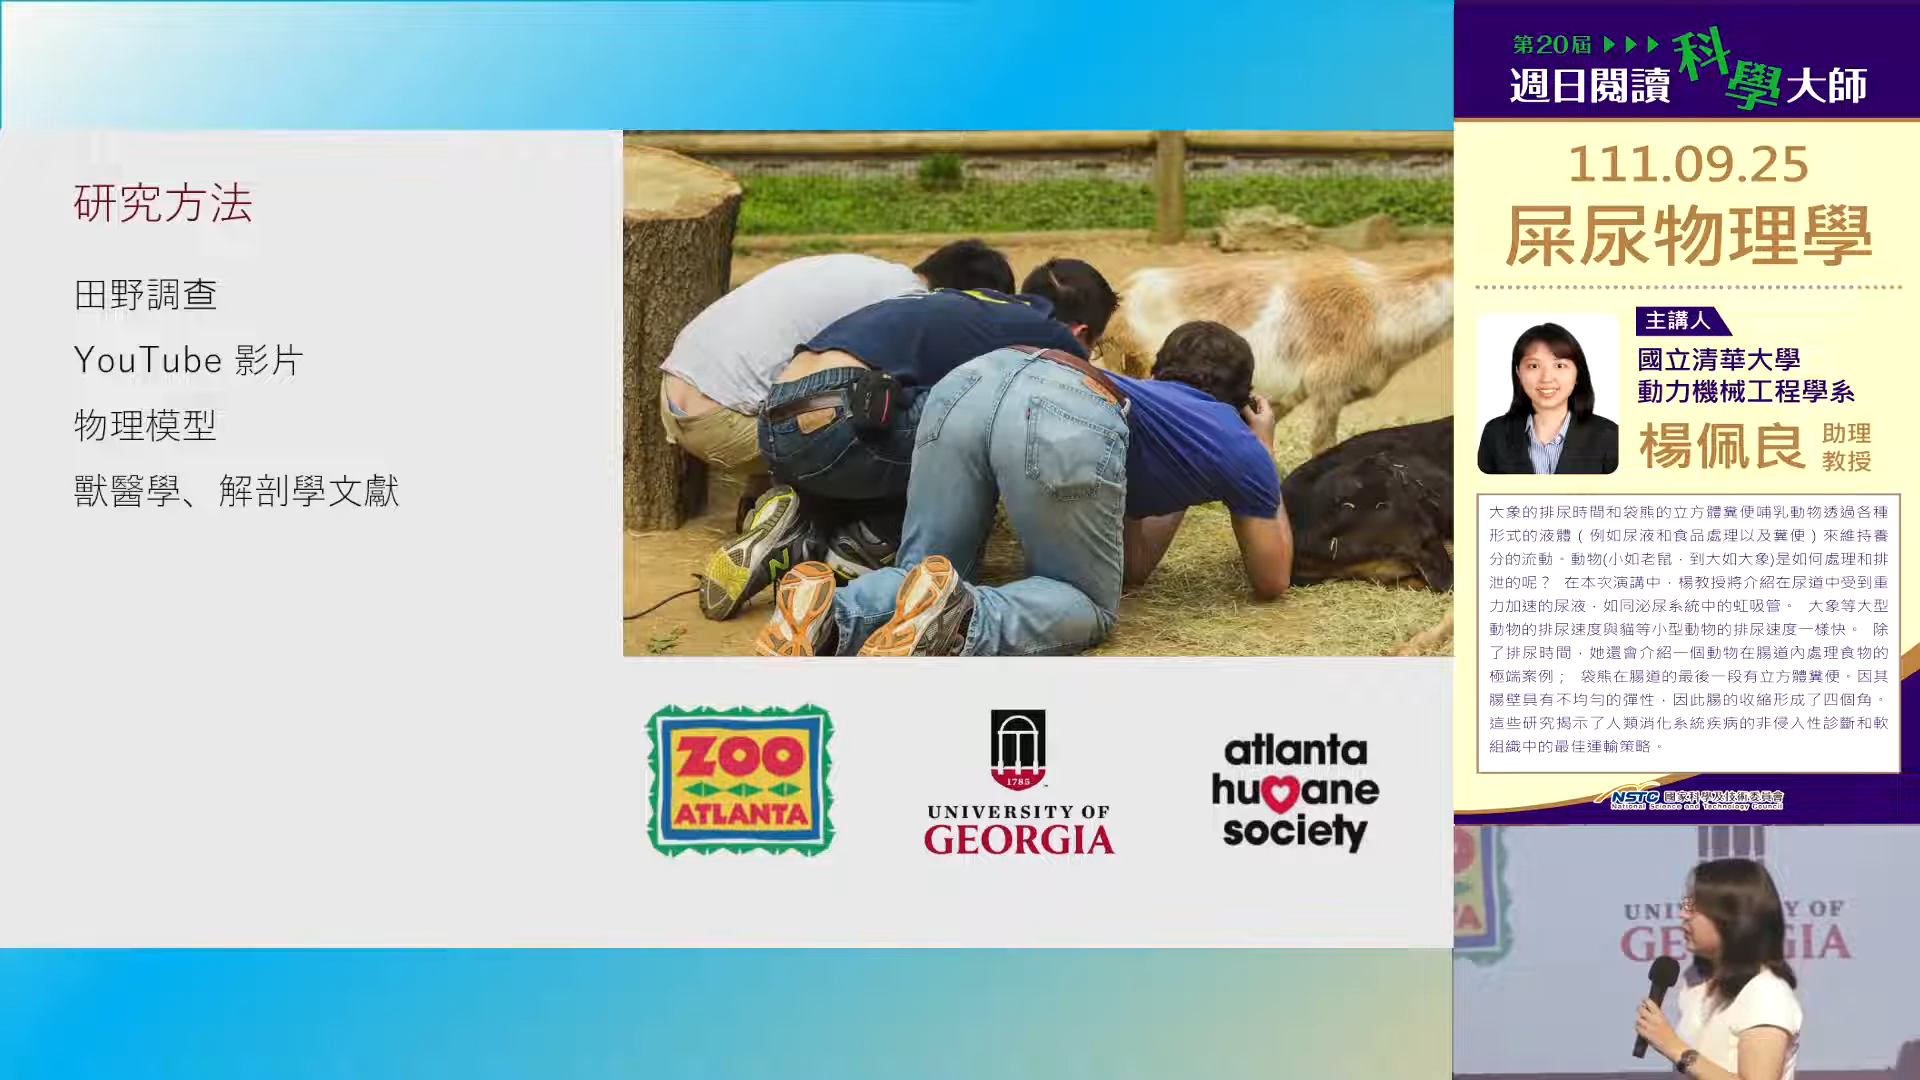 研究方法
田野調查
YouTube 影片
物理模型
獸醫學、解剖學文獻
ZOO
ATLANTA
1785
UNIVERSITY OF
GEORGIA
atlanta
humane
society
第20屆
週日閱讀科學大師
111.09.25
屎尿物理學
主講人
國立清華大學
動力機械工程學系
楊佩良 助理
教授
大象的排尿時間和袋熊的立方體糞便哺乳動物透過各種
形式的液體(例如尿液和食品處理以及糞便)來維持養
分的流動。動物(小如老鼠，到大如大象)是如何處理和排
泄的呢? 在本次演講中，楊教授將介紹在尿道中受到重
力加速的尿液，如同泌尿系統中的虹吸管。 大象等大型
動物的排尿速度與貓等小型動物的排尿速度一樣快。 除
了排尿時間，她還會介紹一個動物在腸道內處理食物的
極端案例； 袋熊在腸道的最後一段有立方體糞便。因其
腸壁具有不均勻的彈性，因此腸的收縮形成了四個角。
這些研究揭示了人類消化系統疾病的非侵入性診斷和軟
組織中的最佳運輸策略。
NSTC 國家科學及技術委員會
National Science and Technology Council